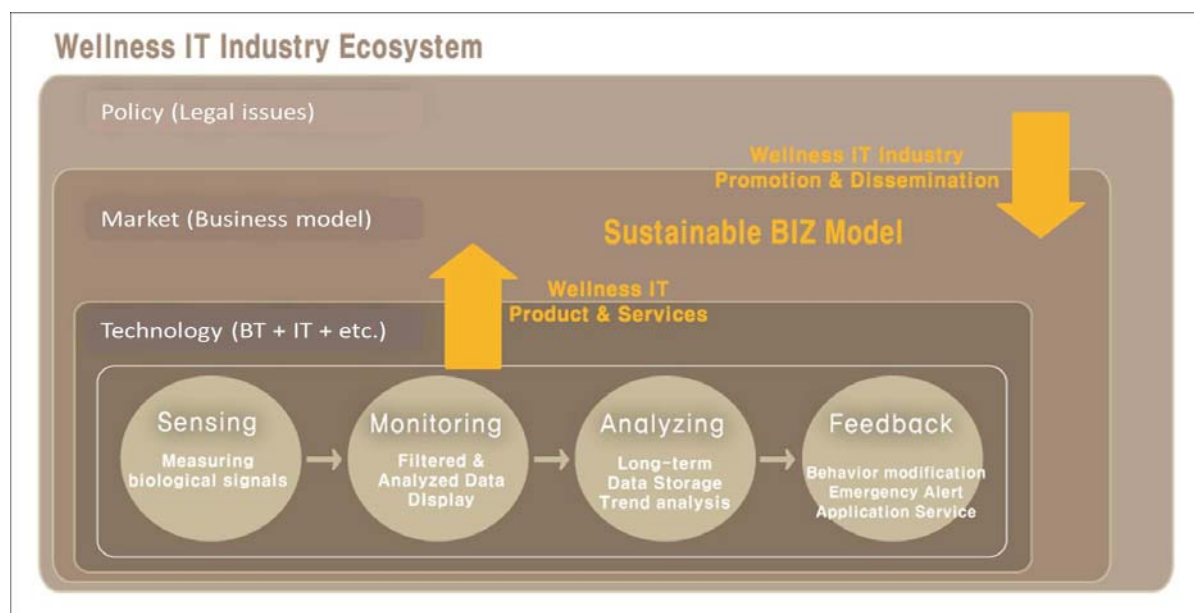 Wellness IT Industry Ecosystem
Policy (Legal issues)
Wellness IT Industry
Promotion & Dissemination
Market (Business model)
Sustainable BIZ Model
Wellness IT
Product & Services
Technology (BT + IT + etc.)
Sensing
Measuring
biological signals
Monitoring
Filtered &
Analyzed Data
Display
Analyzing
Long-term
Data Storage
Trend analysis
Feedback
Behavior modification
Emergency Alert
Application Service